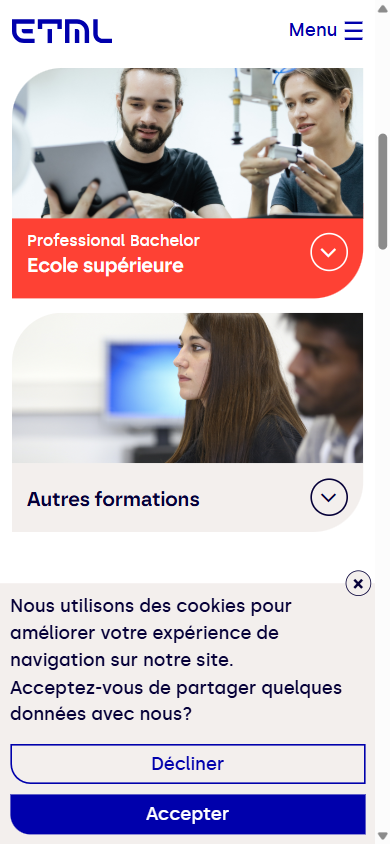 ETML
Menu
Professional Bachelor
Ecole supérieure
Autres formations
Nous utilisons des cookies pour
améliorer votre expérience de
navigation sur notre site.
Acceptez-vous de partager quelques
données avec nous?
Décliner
Accepter